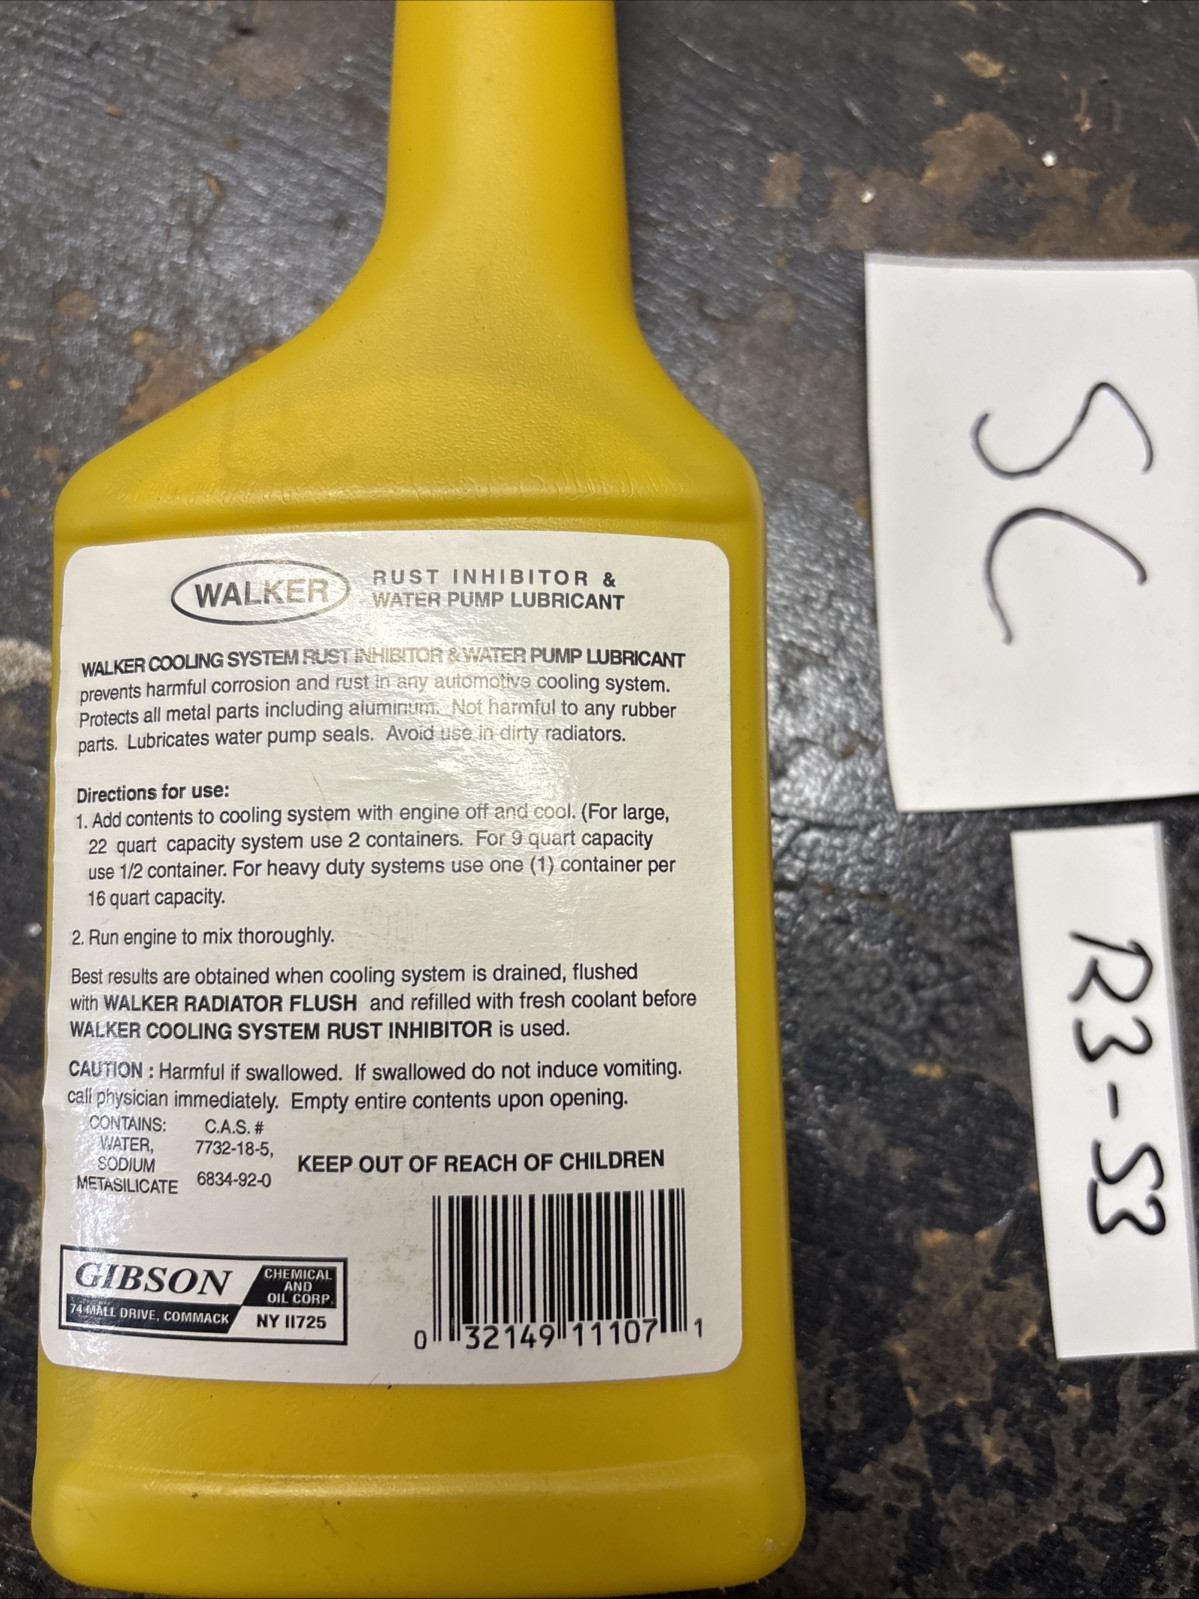 WALKER
RUST INHIBITOR &
WATER PUMP LUBRICANT
WALKER COOLING SYSTEM RUST INHIBITOR & WATER PUMP LUBRICANT
prevents harmful corrosion and rust in any automotive cooling system.
Protects all metal parts including aluminum. Not harmful to any rubber
parts. Lubricates water pump seals. Avoid use in dirty radiators.
Directions for use:
1. Add contents to cooling system with engine off and cool. (For large,
22 quart capacity system use 2 containers. For 9 quart capacity
use 1/2 container. For heavy duty systems use one (1) container per
16 quart capacity.
2. Run engine to mix thoroughly.
Best results are obtained when cooling system is drained, flushed
with WALKER RADIATOR FLUSH and refilled with fresh coolant before
WALKER COOLING SYSTEM RUST INHIBITOR is used.
CAUTION : Harmful if swallowed. If swallowed do not induce vomiting.
call physician immediately. Empty entire contents upon opening.
CONTAINS: C.A.S. #
WATER, 7732-18-5,
SODIUM
METASILICATE 6834-92-0
KEEP OUT OF REACH OF CHILDREN
GIBSON
CHEMICAL
AND
OIL CORP.
74 MALL DRIVE, COMMACK
NY 11725
0 32149 11107 1
SC
R3-S3